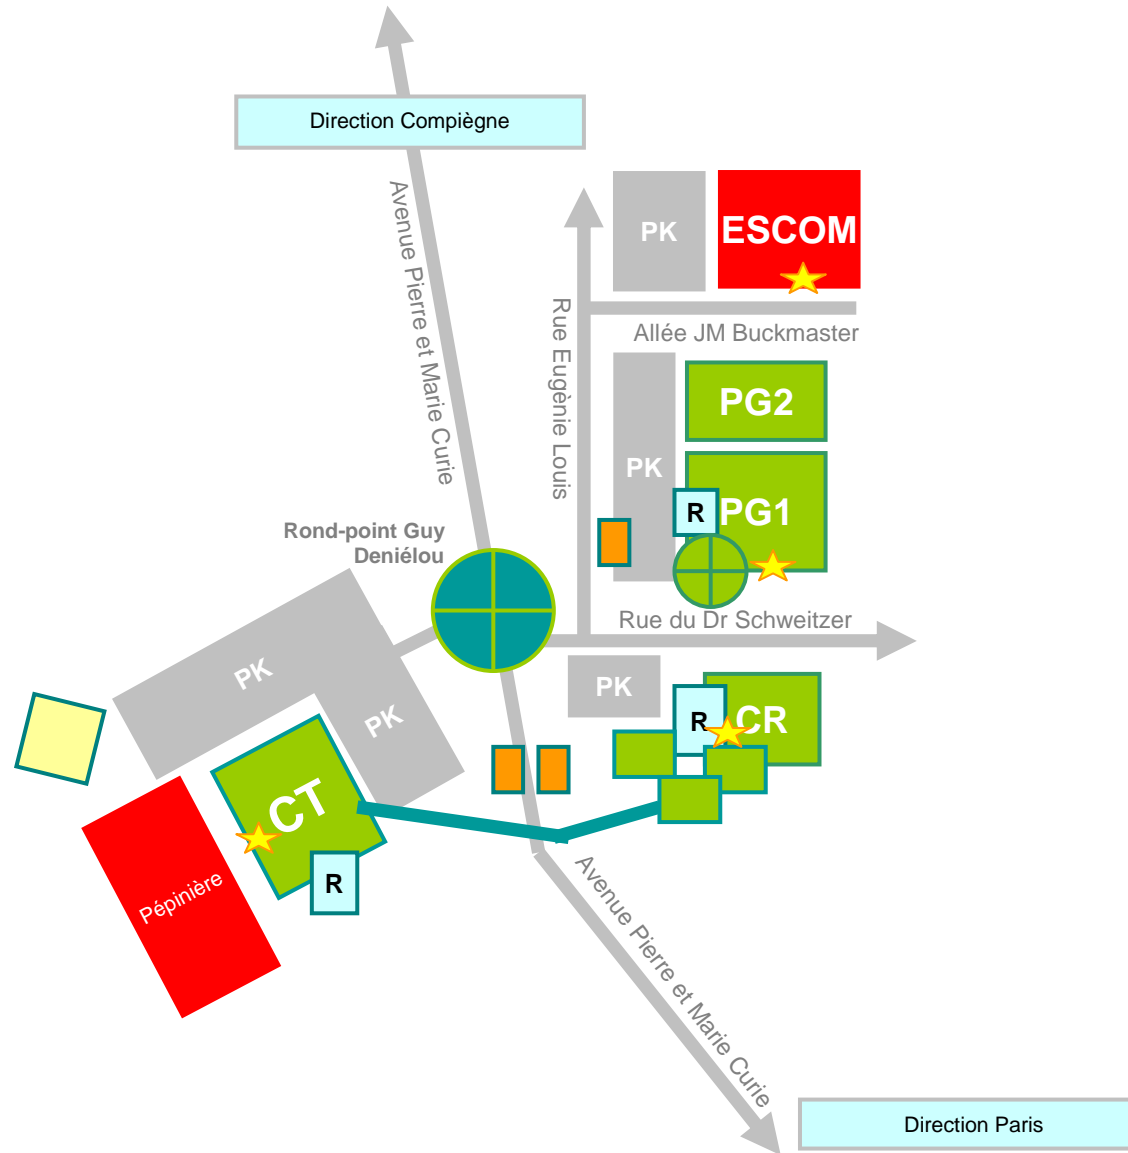 Direction Compiègne
Avenue Pierre et Marie Curie
PK
ESCOM
Rue Eugènie Louis
Allée JM Buckmaster
PG2
PK
R
PG1
Rond-point Guy
Deniélou
Rue du Dr Schweitzer
PK
PK
PK
R
CR
CT
Pépinière
R
Avenue Pierre et Marie Curie
Direction Paris